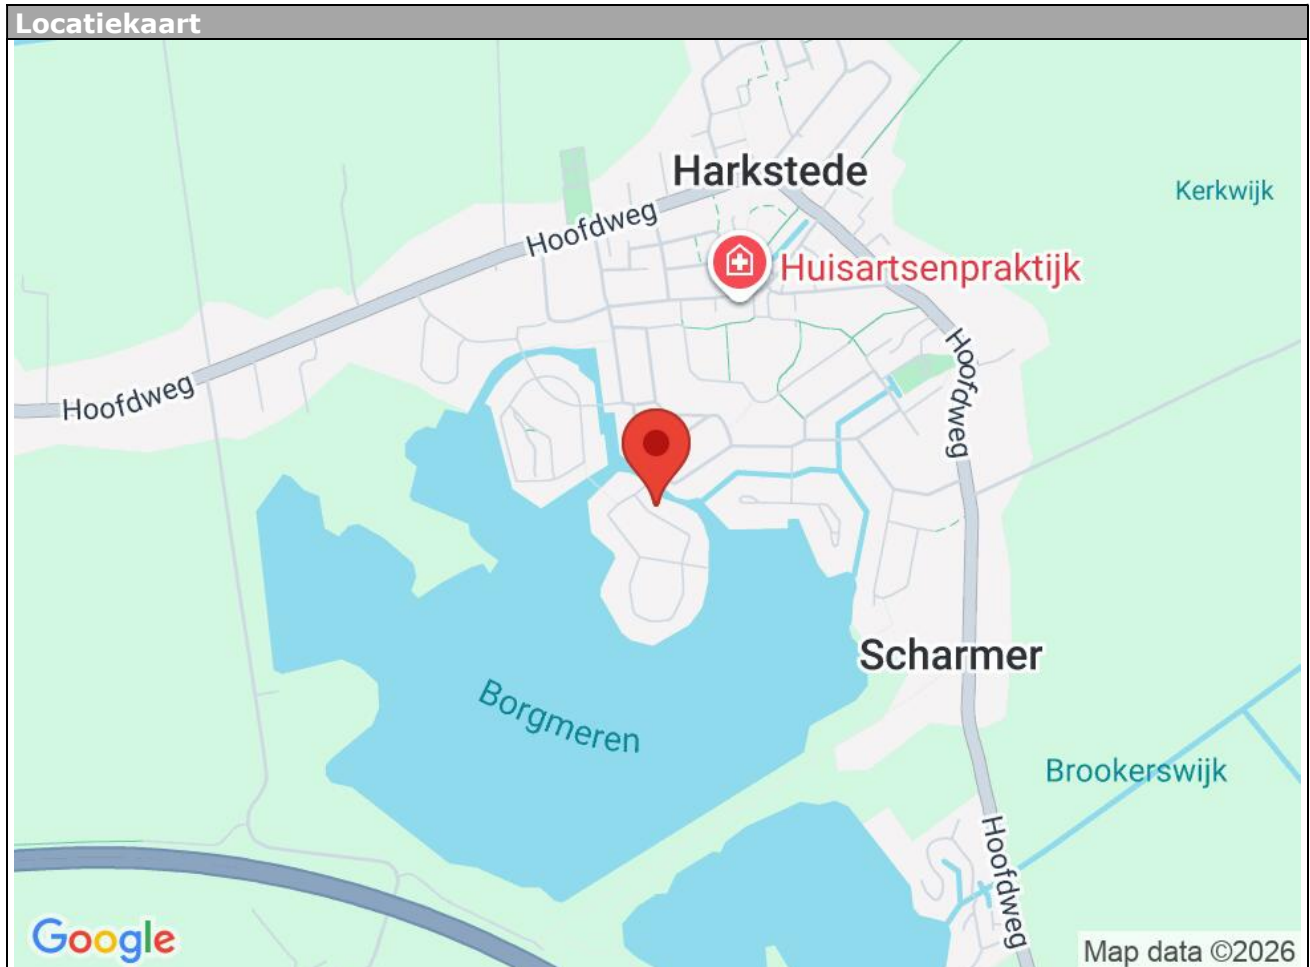 Locatiekaart
Harkstede
Kerkwijk
Hoofdweg
Huisartsenpraktijk
Hoofdweg
Hoofdweg
Scharmer
Borgmeren
Brookerswijk
Hoofdweg
Google
Map data ©2026